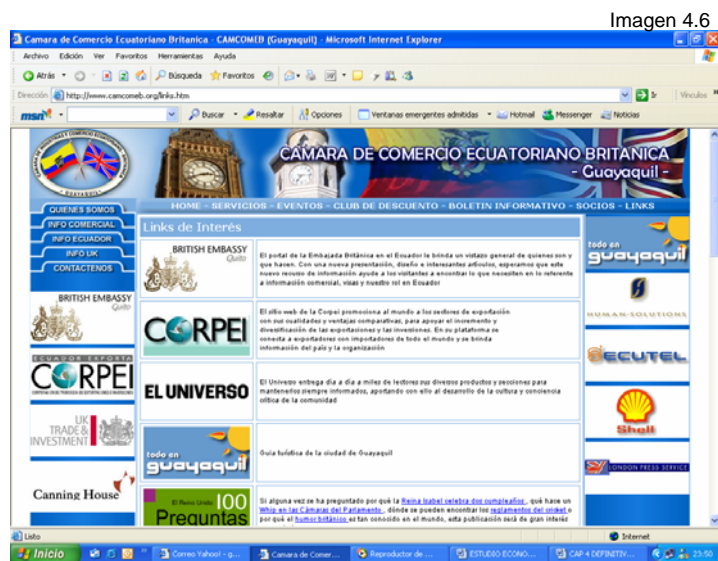 Imagen 4.6
Camara de Comercio Ecuatoriano Britanica - CAMCOMEB (Guayaquil) - Microsoft Internet Explorer
Archivo Edición Ver Favoritos Herramientas Ayuda
Atrás Búsqueda Favoritos
Dirección http://www.camcomeb.org/links.htm Ir Vínculos
msn Buscar Resaltar Opciones Ventanas emergentes admitidas Hotmail Messenger Noticias
CAMARA DE COMERCIO ECUATORIANO BRITANICA
- Guayaquil -
GUAYAQUIL
HOME - SERVICIOS - EVENTOS - CLUB DE DESCUENTO - BOLETIN INFORMATIVO - SOCIOS - LINKS
QUIENES SOMOS
INFO COMERCIAL
INFO ECUADOR
INFO UK
CONTACTENOS
BRITISH EMBASSY
Quito
ECUADOR EXPORTA
CORPEI
UK
TRADE &
INVESTMENT
Canning House
Links de Interés
BRITISH EMBASSY
Quito
El portal de la Embajada Británica en el Ecuador le brinda un vistazo general de quienes son y
que hacen. Con una nueva presentación, diseño e interesantes artículos, esperamos que este
nuevo recurso de información ayude a los visitantes a encontrar lo que necesiten en lo referente
a información comercial, visas y nuestro rol en Ecuador
CORPEI
El sitio web de la Corpei promociona al mundo a los sectores de exportación
con sus cualidades y ventajas comparativas, para apoyar el incremento y
diversificación de las exportaciones y las inversiones. En su plataforma se
conecta a exportadores con importadores de todo el mundo y se brinda
información del país y la organización
EL UNIVERSO
El Universo entrega día a día a miles de lectores sus diversos productos y secciones para
mantenerlos siempre informados, aportando con ello al desarrollo de la cultura y conciencia
crítica de la comunidad
todo en
guayaquil
Guía turística de la ciudad de Guayaquil
El Reino Unido 100
Preguntas
Si alguna vez se ha preguntado por qué la Reina Isabel celebra dos cumpleaños, qué hace un
Whip en las Cámaras del Parlamento, dónde se pueden encontrar los reglamentos del cricket o
por qué el humor británico es tan conocido en el mundo, esta publicación será de gran interés
todo en
guayaquil
HUMAN-SOLUTIONS
ECUTEL
Shell
LONDON PRESS SERVICE
Listo Internet
Inicio Correo Yahoo! - g... Camara de Comer... Reproductor de ... ESTUDIO ECONO... CAP 4 DEFINITIV... 23:50